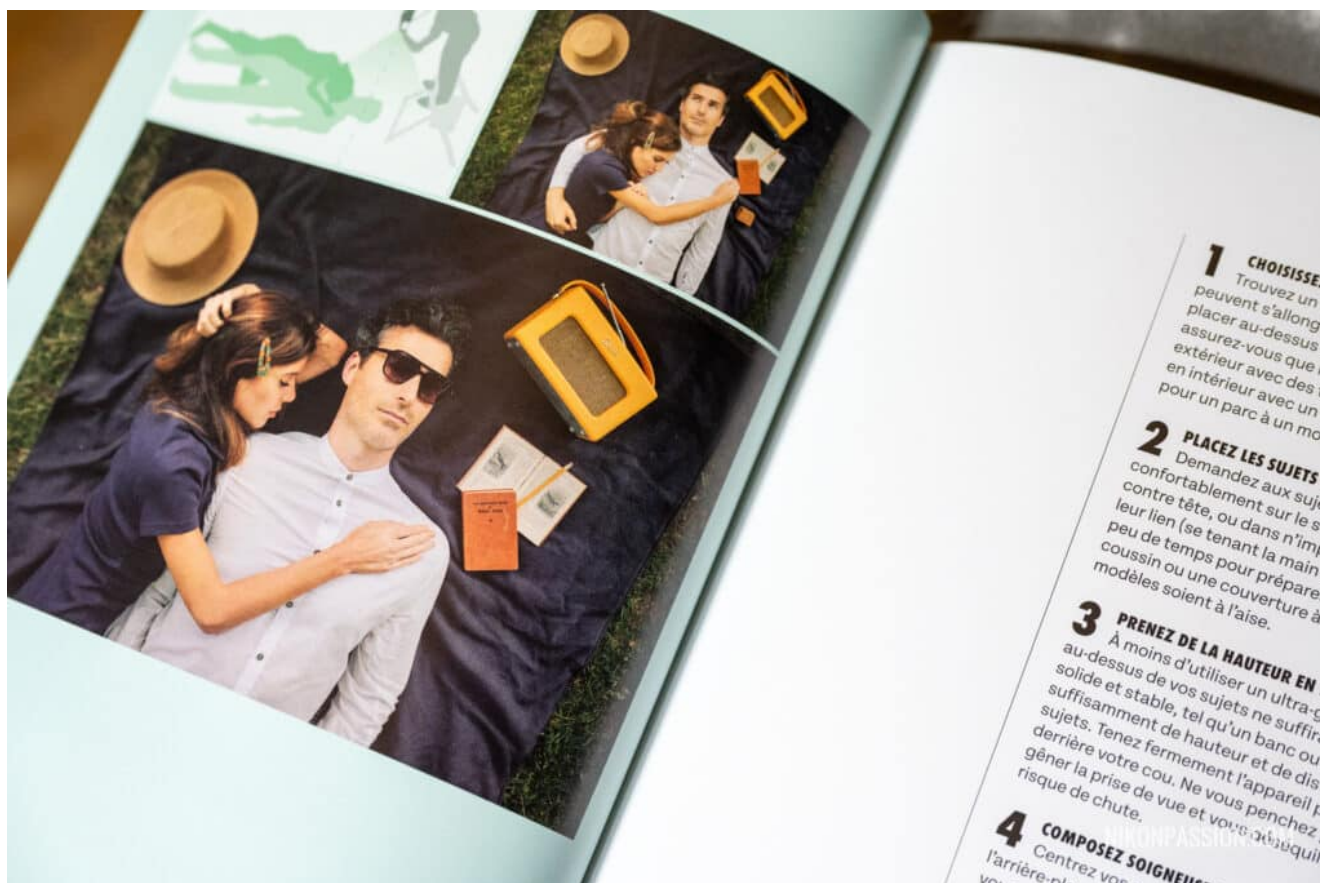 1 CHOISISSE
Trouvez un
peuvent s'allong
placer au-dessus
assurez-vous que
extérieur avec des
en intérieur avec un
pour un parc à un mo
2 PLACEZ LES SUJETS
Demandez aux suje
confortablement sur le s
contre tête, ou dans n'imp
leur lien (se tenant la main
peu de temps pour prépare
coussin ou une couverture à
modèles soient à l'aise.
3 PRENEZ DE LA HAUTEUR EN
À moins d'utiliser un ultra-g
au-dessus de vos sujets ne suffira
solide et stable, tel qu'un banc ou
suffisamment de hauteur et de dis
sujets. Tenez fermement l'appareil p
derrière votre cou. Ne vous penchez
gêner la prise de vue et vous
risque de chute.
4 COMPOSEZ SOIGNEUS
Centrez vos
l'arrière-pl
NIKONPASSION.COM